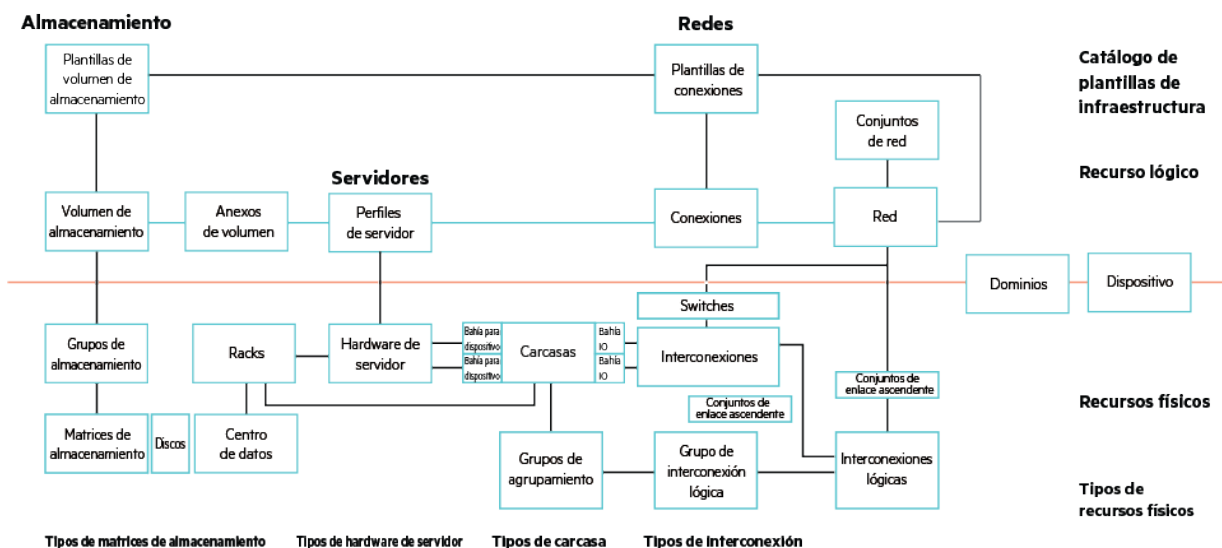 Almacenamiento
Redes
Plantillas de
volumen de
almacenamiento
Plantillas de
conexiones
Catálogo de
plantillas de
infraestructura
Conjuntos
de red
Recurso lógico
Servidores
Volumen de
almacenamiento
Anexos
de volumen
Perfiles
de servidor
Conexiones
Red
Dominios
Dispositivo
Switches
Grupos de
almacenamiento
Racks
Hardware de
servidor
Bahía para
dispositivo
Bahía para
dispositivo
Carcasas
Bahía
IO
Bahía
IO
Interconexiones
Conjuntos de
enlace ascendente
Conjuntos de
enlace ascendente
Recursos físicos
Matrices de
almacenamiento
Discos
Centro
de datos
Grupos de
agrupamiento
Grupo de
interconexión
lógica
Interconexiones
lógicas
Tipos de
recursos físicos
Tipos de matrices de almacenamiento
Tipos de hardware de servidor
Tipos de carcasa
Tipos de interconexión